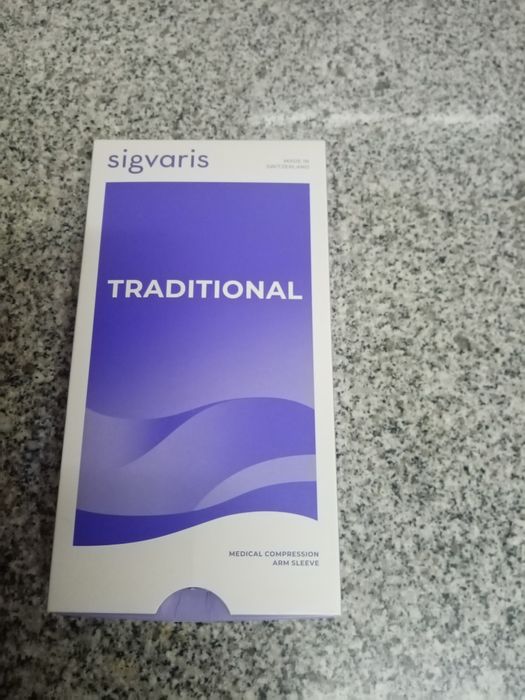 sigvaris
MADE IN
SWITZERLAND
TRADITIONAL
MEDICAL COMPRESSION
ARM SLEEVE